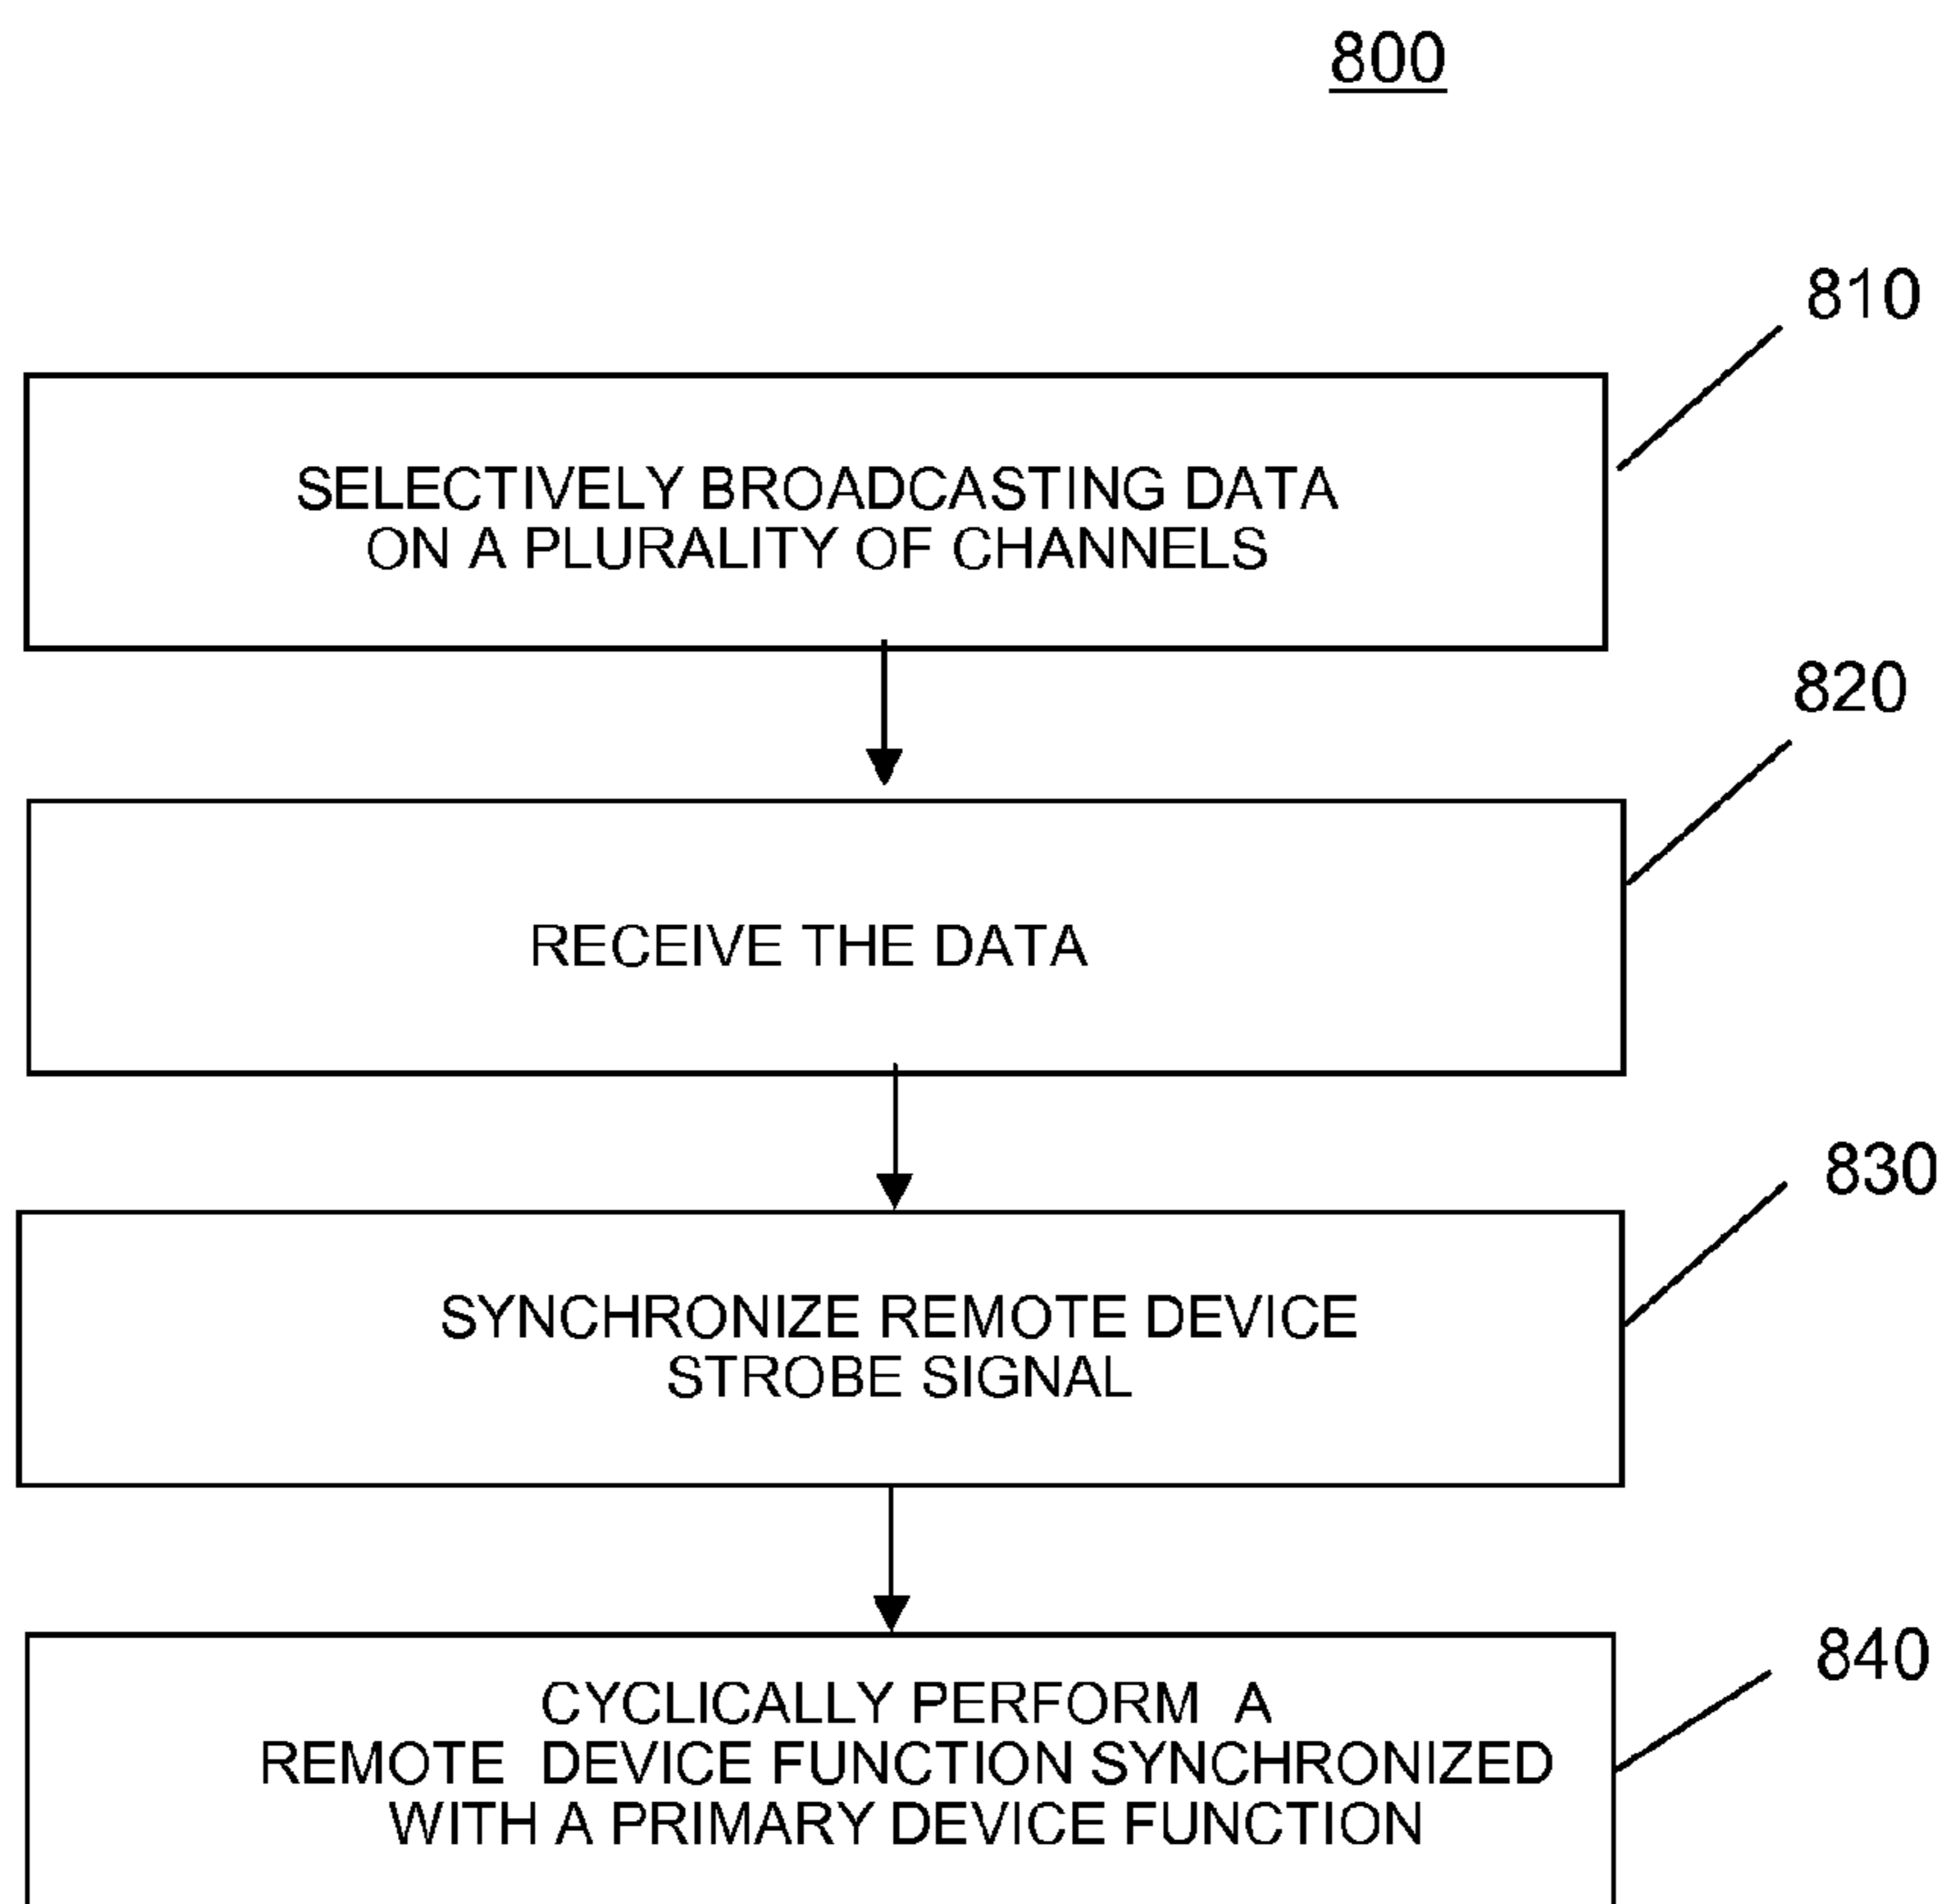 800
810
SELECTIVELY BROADCASTING DATA
ON A PLURALITY OF CHANNELS
820
RECEIVE THE DATA
830
SYNCHRONIZE REMOTE DEVICE
STROBE SIGNAL
840
CYCLICALLY PERFORM A
REMOTE DEVICE FUNCTION SYNCHRONIZED
WITH A PRIMARY DEVICE FUNCTION